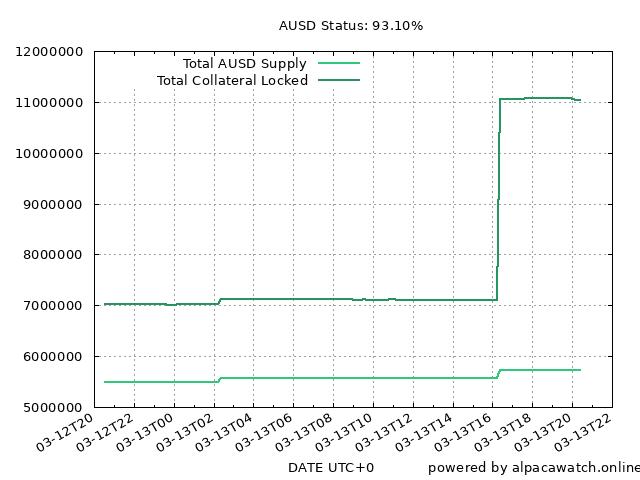 AUSD Status: 93.10%
12000000
Total AUSD Supply
Total Collateral Locked
11000000
10000000
9000000
8000000
7000000
6000000
5000000
03-12T20 03-12T22 03-13T00 03-13T02 03-13T04 03-13T06 03-13T08 03-13T10 03-13T12 03-13T14 03-13T16 03-13T18 03-13T20 03-13T22
DATE UTC+0
powered by alpacawatch.online